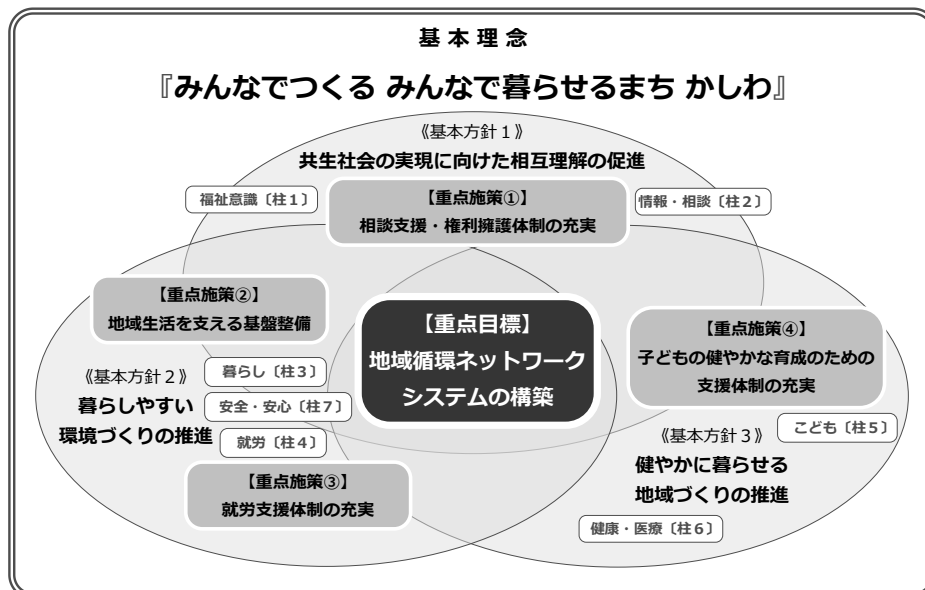 基本理念
『みんなでつくる みんなで暮らせるまち かしわ』
《基本方針１》
共生社会の実現に向けた相互理解の促進
福祉意識〔柱１〕
【重点施策①】
相談支援・権利擁護体制の充実
情報・相談〔柱２〕
【重点施策②】
地域生活を支える基盤整備
【重点目標】
地域循環ネットワーク
システムの構築
【重点施策④】
子どもの健やかな育成のための
支援体制の充実
《基本方針２》
暮らしやすい
環境づくりの推進
暮らし〔柱３〕
安全・安心〔柱７〕
就労〔柱４〕
【重点施策③】
就労支援体制の充実
こども〔柱５〕
《基本方針３》
健やかに暮らせる
地域づくりの推進
健康・医療〔柱６〕